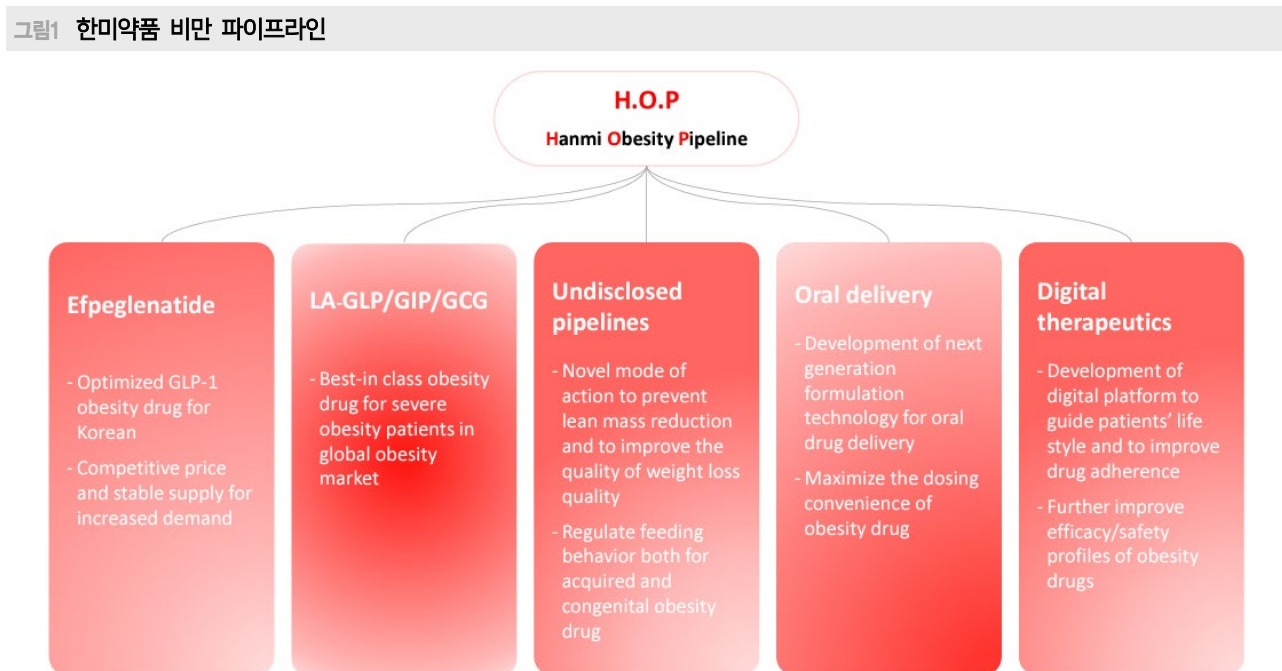 그림1 한미약품 비만 파이프라인
H.O.P
Hanmi Obesity Pipeline
Efpeglenatide
- Optimized GLP-1
obesity drug for
Korean
- Competitive price
and stable supply for
increased demand
LA-GLP/GIP/GCG
- Best-in class obesity
drug for severe
obesity patients in
global obesity
market
Undisclosed
pipelines
- Novel mode of
action to prevent
lean mass reduction
and to improve the
quality of weight loss
quality
- Regulate feeding
behavior both for
acquired and
congenital obesity
drug
Oral delivery
- Development of next
generation
formulation
technology for oral
drug delivery
- Maximize the dosing
convenience of
obesity drug
Digital
therapeutics
- Development of
digital platform to
guide patients' life
style and to improve
drug adherence
- Further improve
efficacy/safety
profiles of obesity
drugs